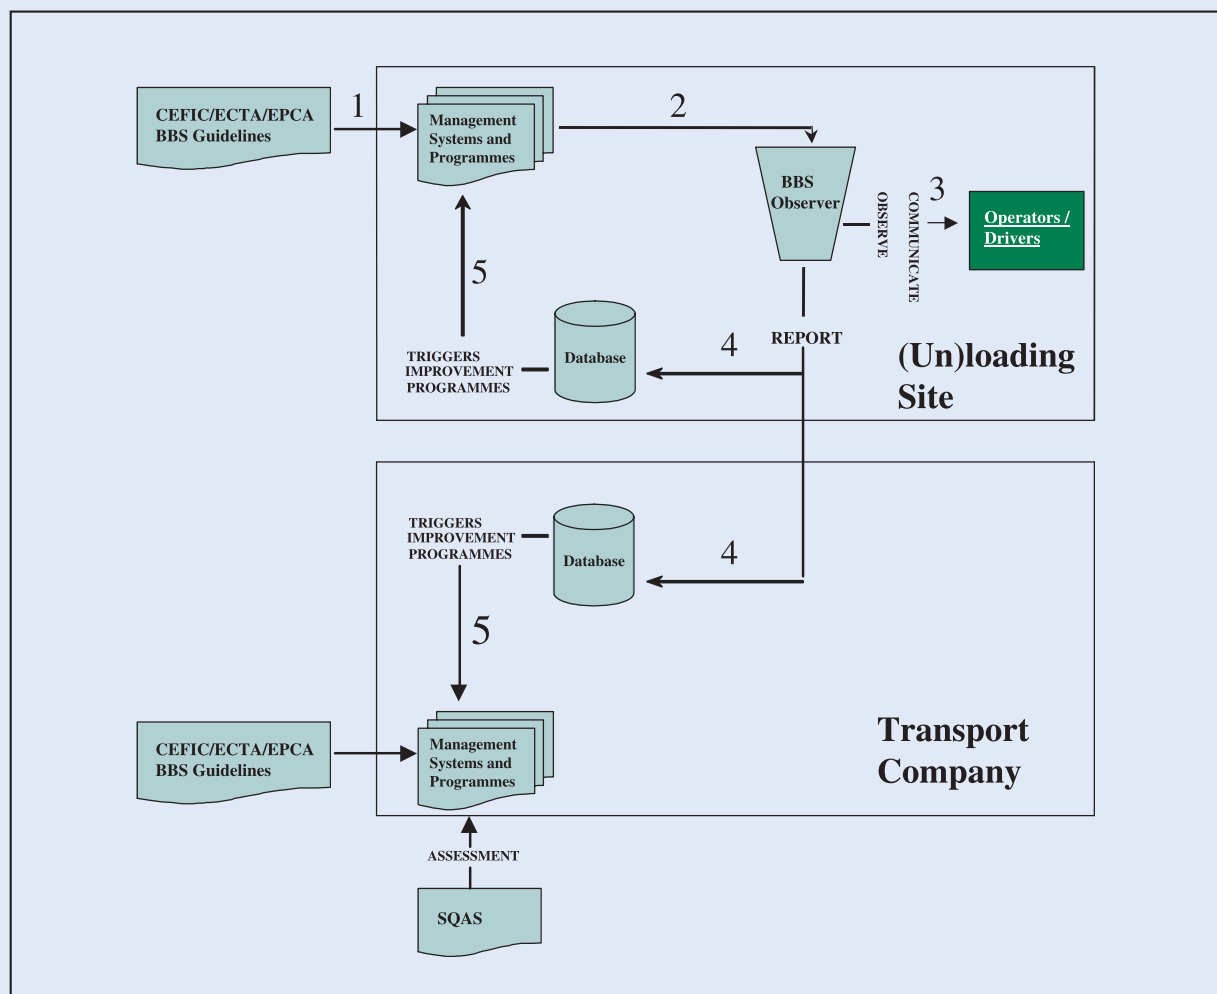 CEFIC/ECTA/EPCA
BBS Guidelines
1
Management
Systems and
Programmes
2
BBS
Observer
OBSERVE
COMMUNICATE
3
Operators /
Drivers
5
TRIGGERS
IMPROVEMENT
PROGRAMMES
Database
4
REPORT
(Un)loading
Site
TRIGGERS
IMPROVEMENT
PROGRAMMES
Database
4
5
CEFIC/ECTA/EPCA
BBS Guidelines
Management
Systems and
Programmes
Transport
Company
ASSESSMENT
SQAS